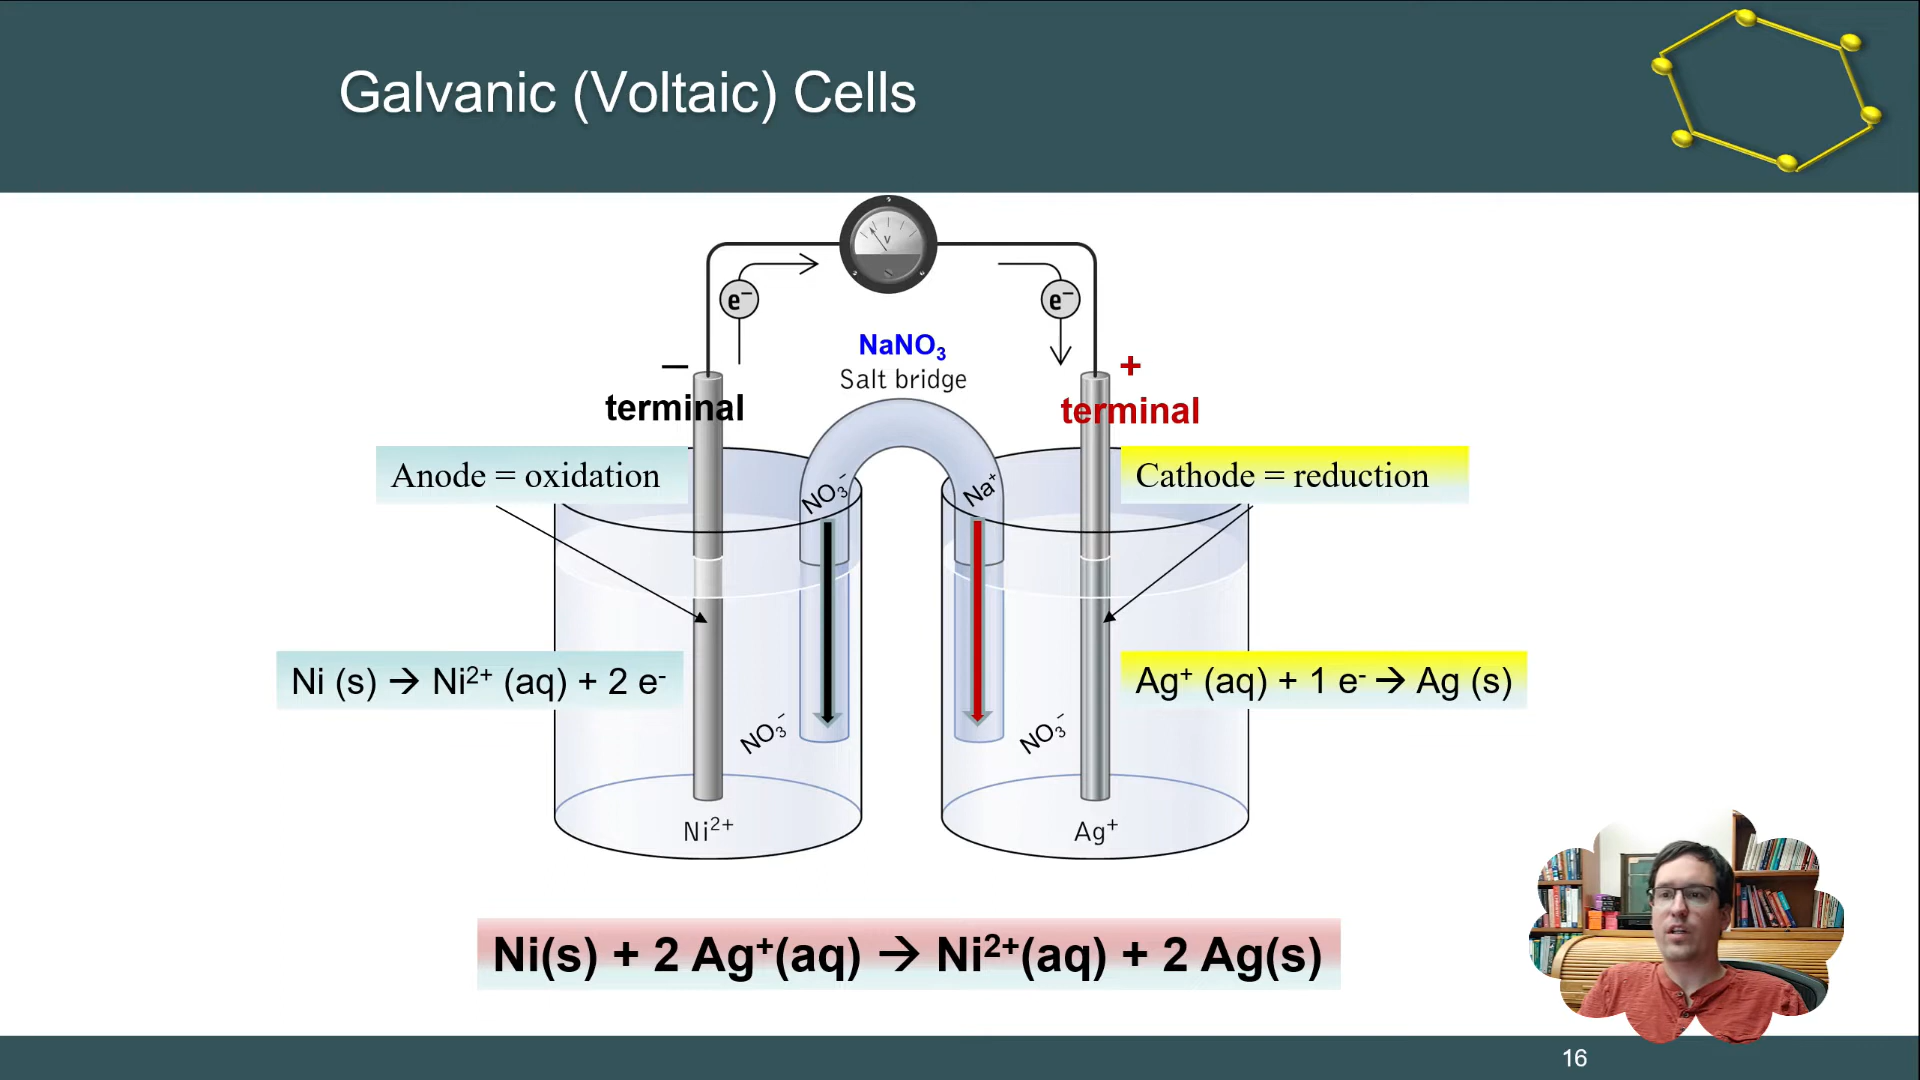 Galvanic (Voltaic) Cells
V
e⁻
e⁻
NaNO₃
Salt bridge
– terminal
+ terminal
Anode = oxidation
Cathode = reduction
NO₃⁻
Na⁺
Ni (s) → Ni²⁺ (aq) + 2 e⁻
Ag⁺ (aq) + 1 e⁻ → Ag (s)
NO₃⁻
NO₃⁻
Ni²⁺
Ag⁺
Ni(s) + 2 Ag⁺(aq) → Ni²⁺(aq) + 2 Ag(s)
16